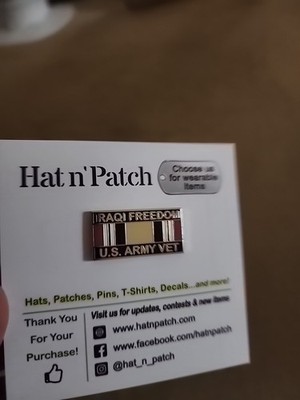 Hat n' Patch
Choose us
for wearable
items
IRAQI FREEDOM
U.S. ARMY VET
Hats, Patches, Pins, T-Shirts, Decals...and more!
Thank You
For Your
Purchase!
Visit us for updates, contests & new items
www.hatnpatch.com
www.facebook.com/hatnpatch
@hat_n_patch